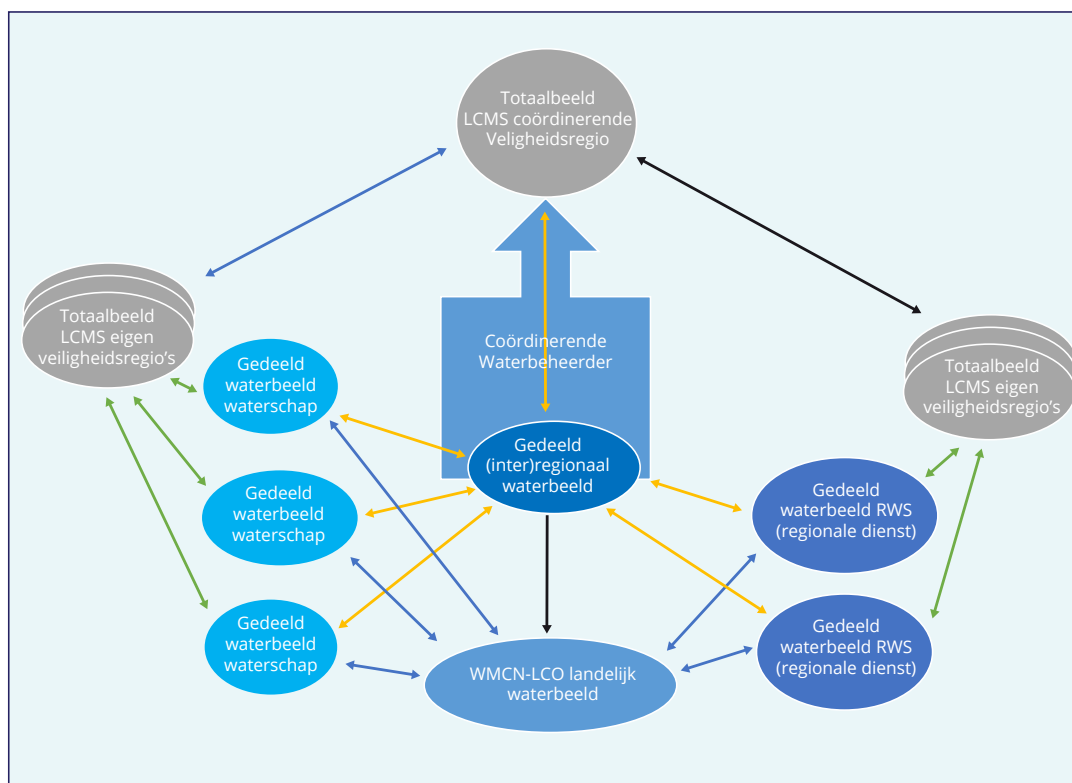 Totaalbeeld
LCMS coördinerende
Veligheidsregio
Totaalbeeld
LCMS eigen
veiligheidsregio's
Coördinerende
Waterbeheerder
Gedeeld
waterbeeld
waterschap
Totaalbeeld
LCMS eigen
veiligheidsregio's
Gedeeld
(inter)regionaal
waterbeeld
Gedeeld
waterbeeld
waterschap
Gedeeld
waterbeeld RWS
(regionale dienst)
Gedeeld
waterbeeld
waterschap
WMCN-LCO landelijk
waterbeeld
Gedeeld
waterbeeld RWS
(regionale dienst)